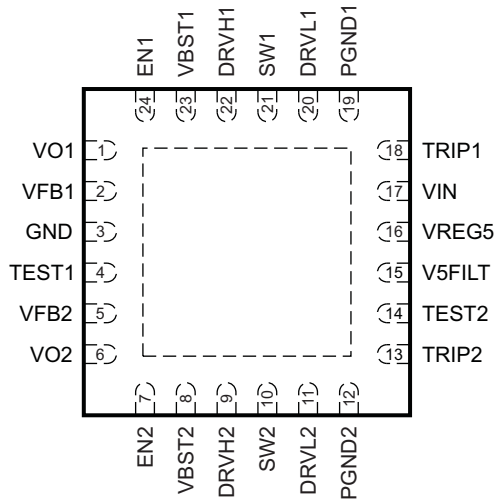 EN1
VBST1
DRVH1
SW1
DRVL1
PGND1
24
23
22
21
20
19
VO1 1
18 TRIP1
VFB1 2
17 VIN
GND 3
16 VREG5
TEST1 4
15 V5FILT
VFB2 5
14 TEST2
VO2 6
13 TRIP2
7
8
9
10
11
12
EN2
VBST2
DRVH2
SW2
DRVL2
PGND2